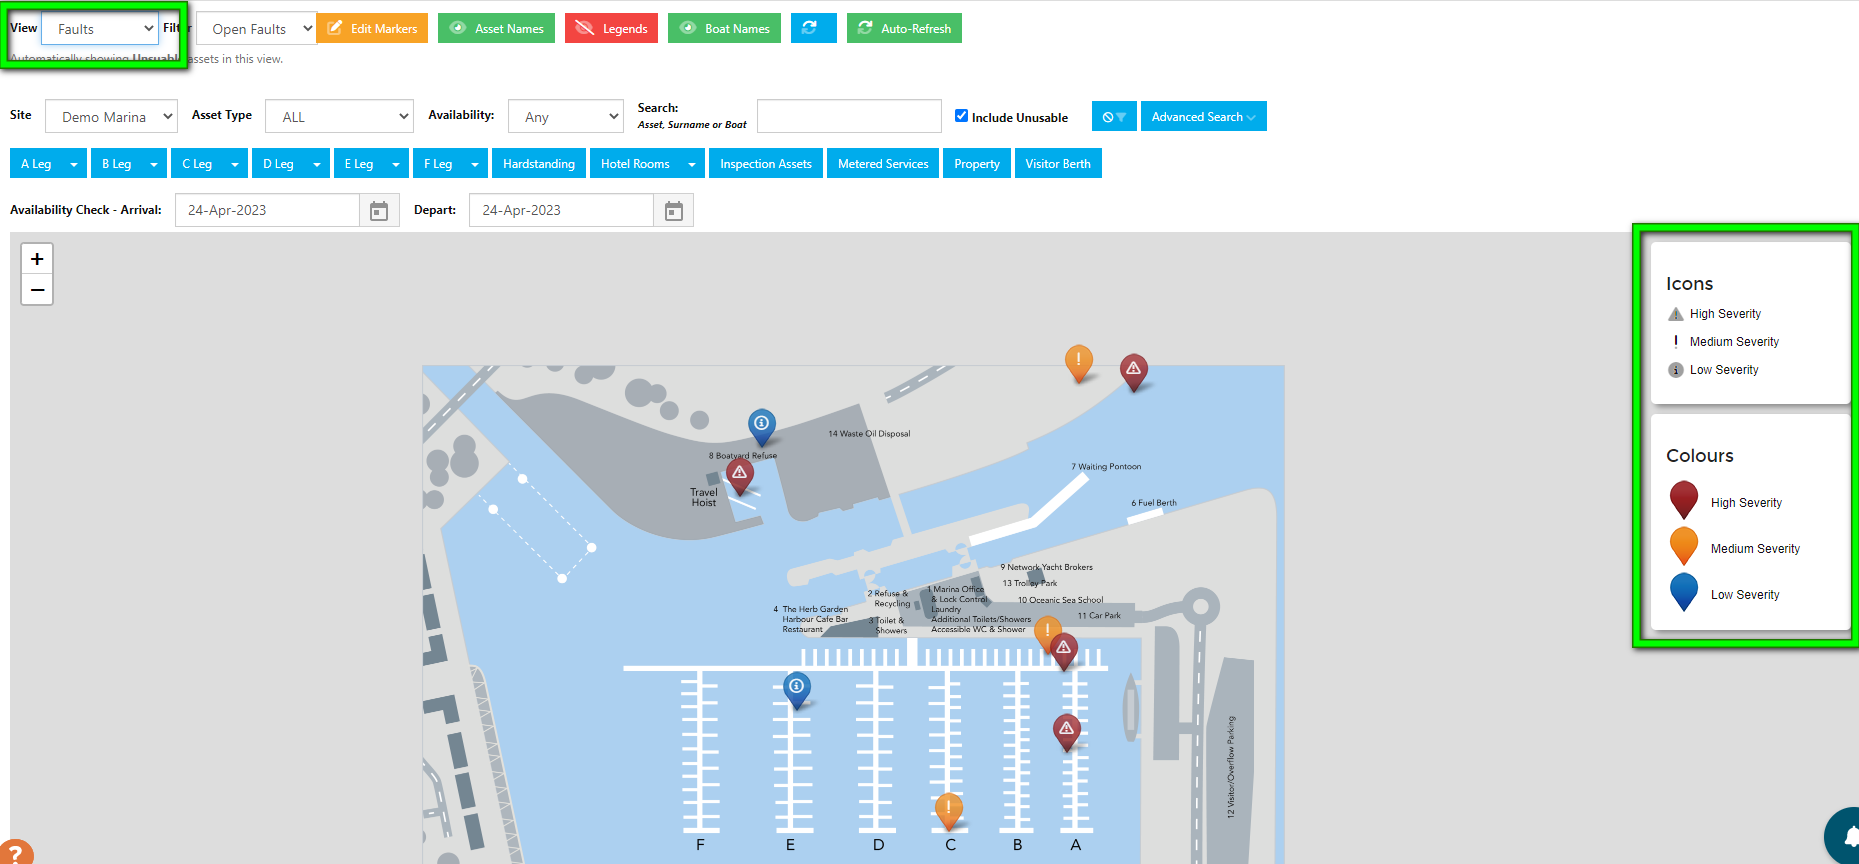 View Faults Filter Open Faults Edit Markers Asset Names Legends Boat Names Auto-Refresh
Automatically showing Unsuable assets in this view.
Site Demo Marina Asset Type ALL Availability: Any Search: Asset, Surname or Boat Include Unusable Advanced Search
A Leg B Leg C Leg D Leg E Leg F Leg Hardstanding Hotel Rooms Inspection Assets Metered Services Property Visitor Berth
Availability Check - Arrival: 24-Apr-2023 Depart: 24-Apr-2023
+
−
Icons
High Severity
! Medium Severity
i Low Severity
Colours
High Severity
Medium Severity
Low Severity
14 Waste Oil Disposal
8 Boatyard Refuse
7 Waiting Pontoon
Travel
Hoist
6 Fuel Berth
9 Network Yacht Brokers
13 Trolley Park
10 Oceanic Sea School
11 Car Park
1 Marina Office
& Lock Control
Laundry
Additional Toilets/Showers
Accessible WC & Shower
2 Refuse &
Recycling
3 Toilet &
Showers
4 The Herb Garden
Harbour Cafe Bar
Restaurant
12 Visitor/Overflow Parking
F E D C B A
?